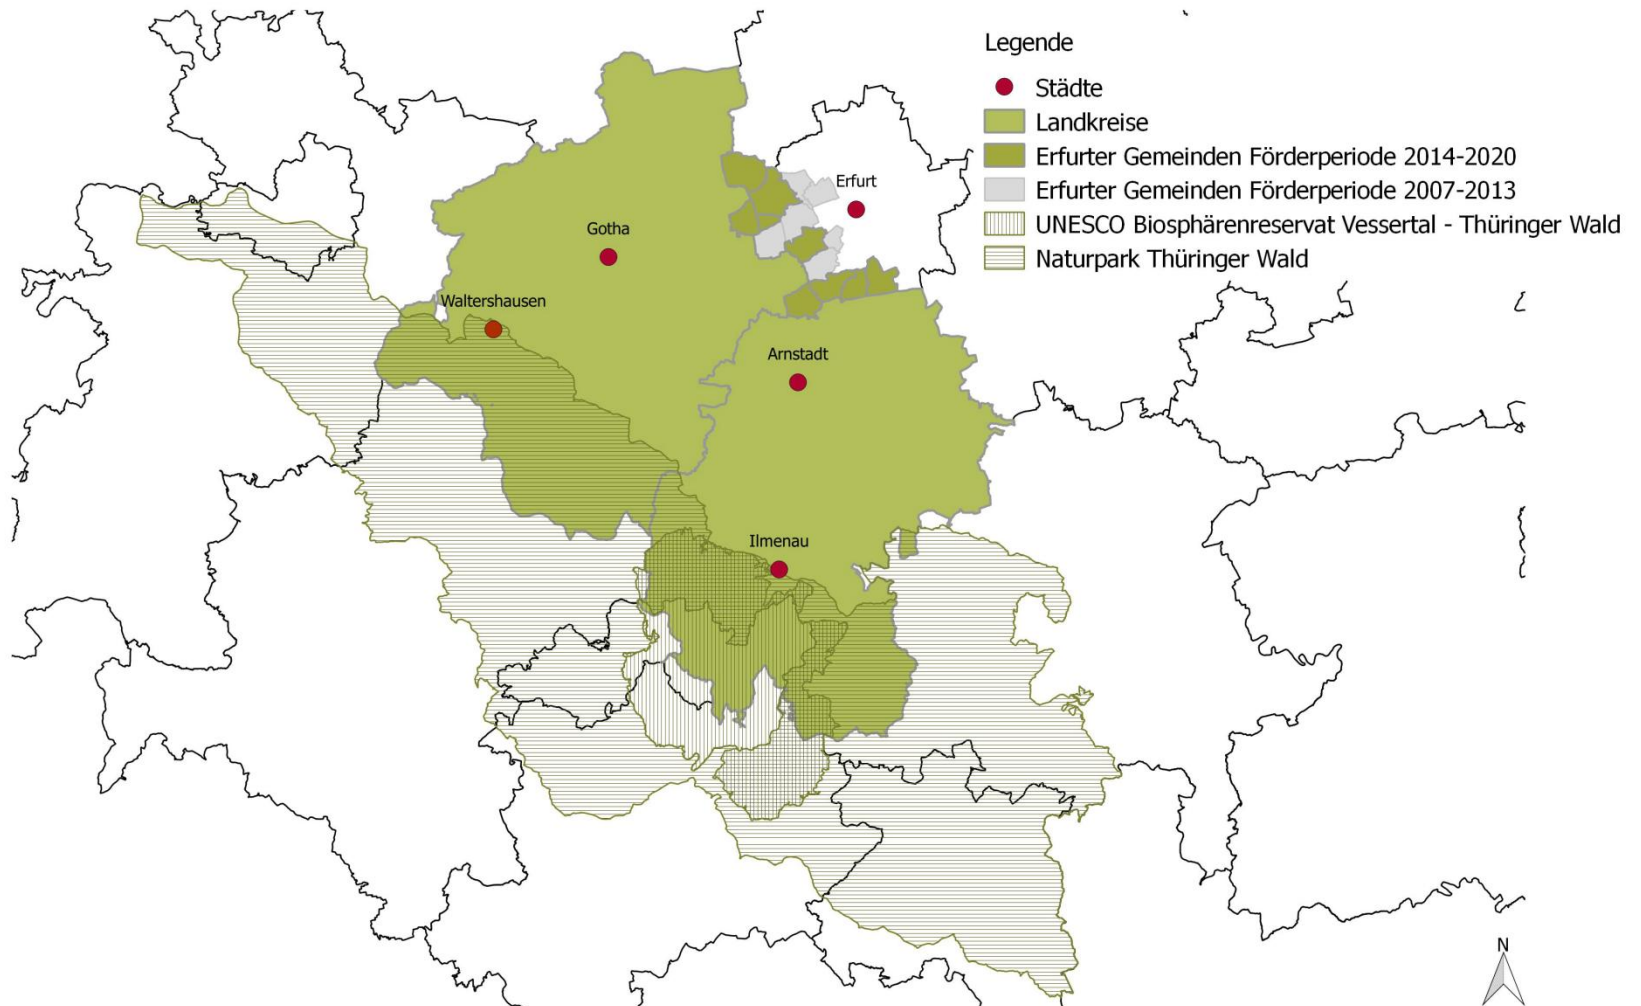 Legende
Städte
Landkreise
Erfurter Gemeinden Förderperiode 2014-2020
Erfurter Gemeinden Förderperiode 2007-2013
UNESCO Biosphärenreservat Vessertal - Thüringer Wald
Naturpark Thüringer Wald
Erfurt
Gotha
Waltershausen
Arnstadt
Ilmenau
N